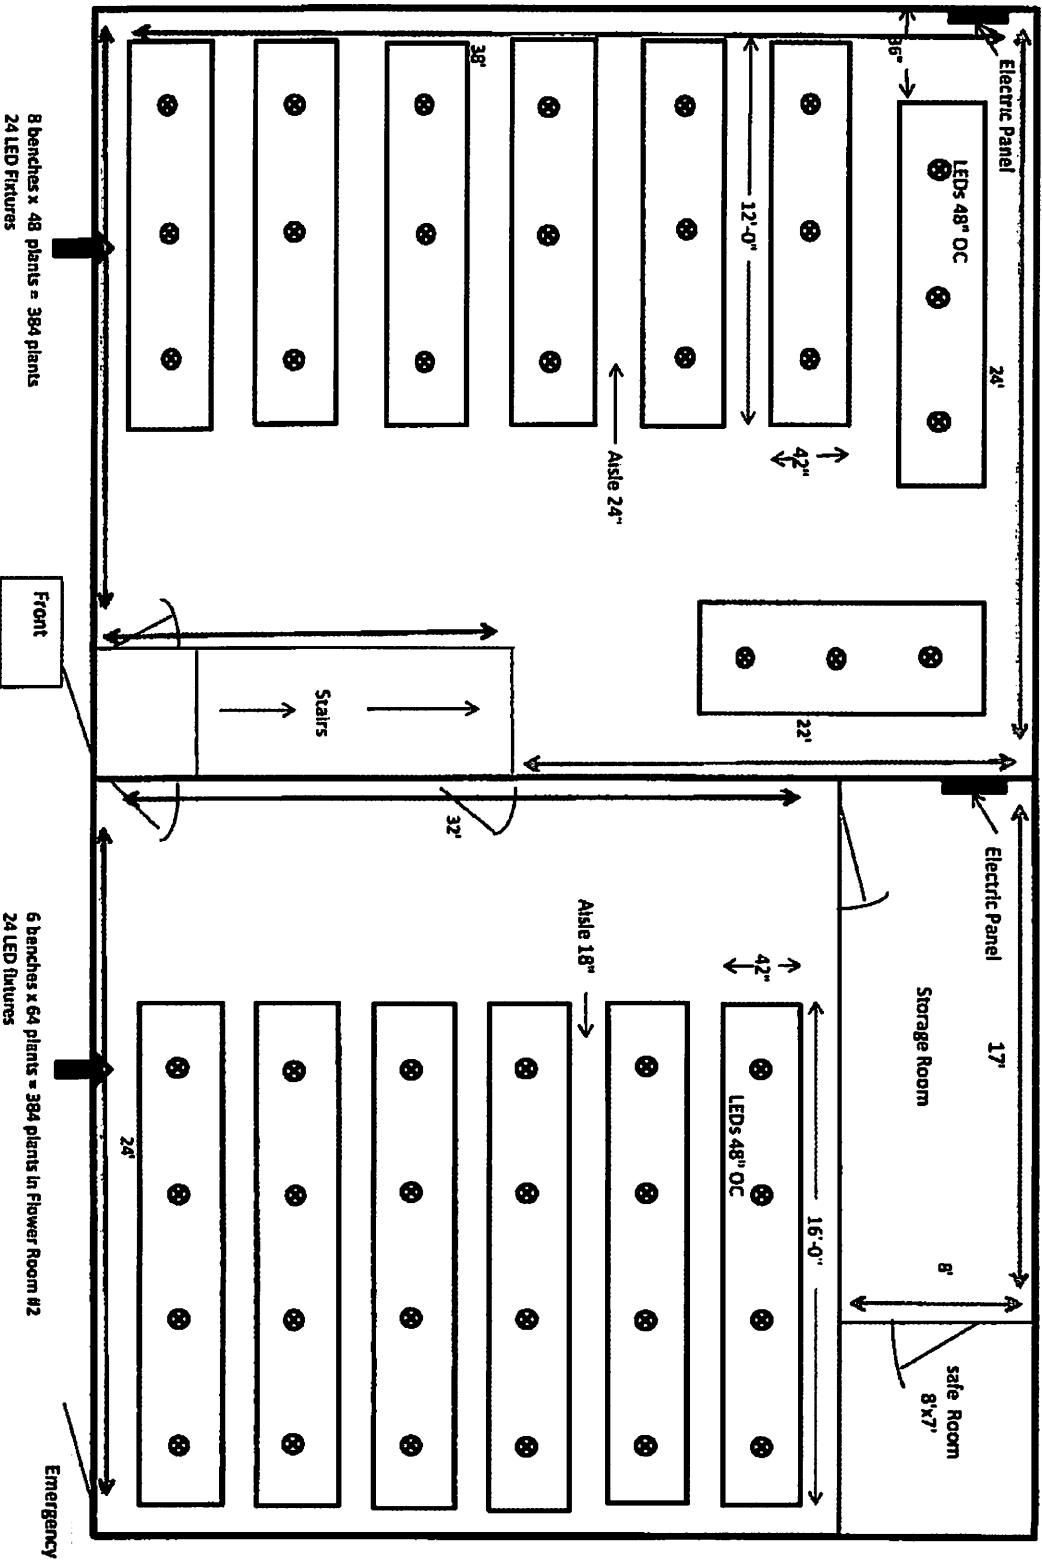 Electric Panel
36"
LEDs 48" OC
24'
38'
12'-0"
42"
Aisle 24"
8 benches x 48 plants = 384 plants
24 LED Fixtures
Front
Stairs
22'
32'
Electric Panel
17'
Storage Room
8'
safe Room
8'x7'
Aisle 18"
42"
LEDs 48" OC
16'-0"
24'
6 benches x 64 plants = 384 plants in Flower Room #2
24 LED fixtures
Emergency